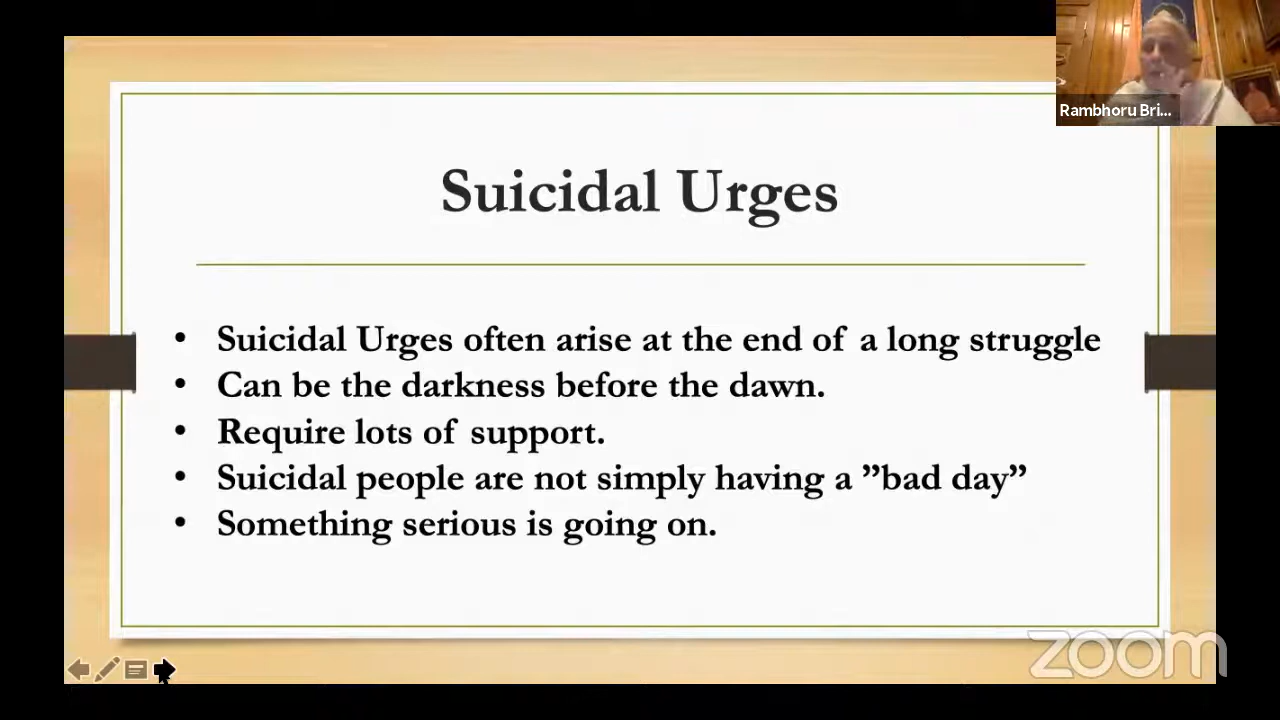 Rambhoru Bri...
Suicidal Urges
• Suicidal Urges often arise at the end of a long struggle
• Can be the darkness before the dawn.
• Require lots of support.
• Suicidal people are not simply having a ”bad day”
• Something serious is going on.
zoom